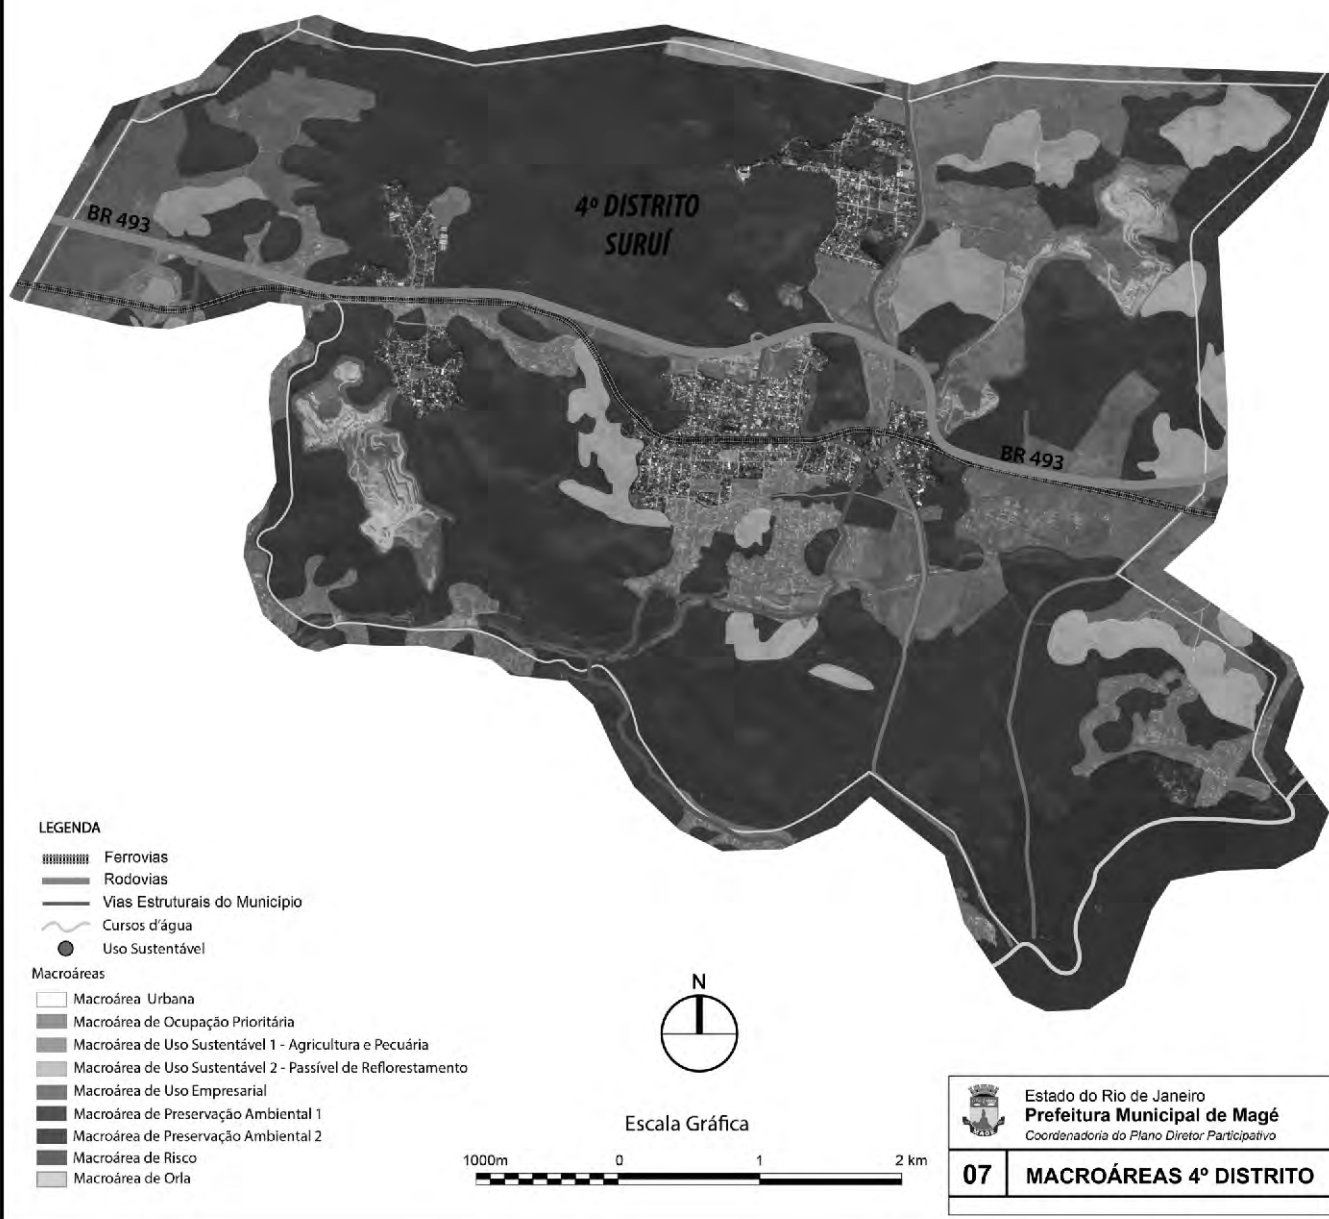 BR 493
4º DISTRITO
SURUÍ
BR 493
LEGENDA
Ferrovias
Rodovias
Vias Estruturais do Município
Cursos d'água
Uso Sustentável
Macroáreas
Macroárea Urbana
Macroárea de Ocupação Prioritária
Macroárea de Uso Sustentável 1 - Agricultura e Pecuária
Macroárea de Uso Sustentável 2 - Passível de Reflorestamento
Macroárea de Uso Empresarial
Macroárea de Preservação Ambiental 1
Macroárea de Preservação Ambiental 2
Macroárea de Risco
Macroárea de Orla
N
Escala Gráfica
1000m 0 1 2 km
MAGÉ
Estado do Rio de Janeiro
Prefeitura Municipal de Magé
Coordenadoria do Plano Diretor Participativo
07 MACROÁREAS 4º DISTRITO